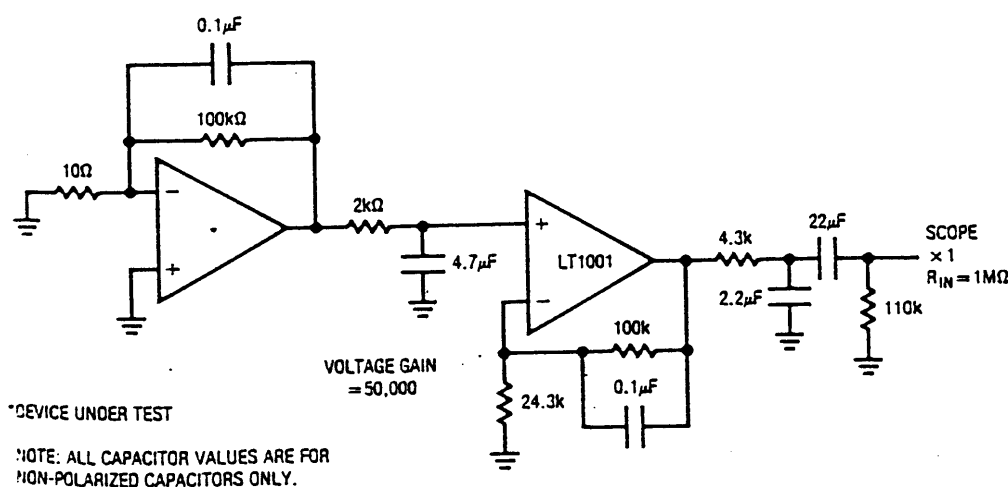 0.1µF
100kΩ
10Ω
−
+
2kΩ
4.7µF
+
LT1001
−
4.3k
22µF
2.2µF
SCOPE
×1
R_IN = 1MΩ
110k
100k
0.1µF
24.3k
VOLTAGE GAIN
= 50,000
*DEVICE UNDER TEST
NOTE: ALL CAPACITOR VALUES ARE FOR
NON-POLARIZED CAPACITORS ONLY.